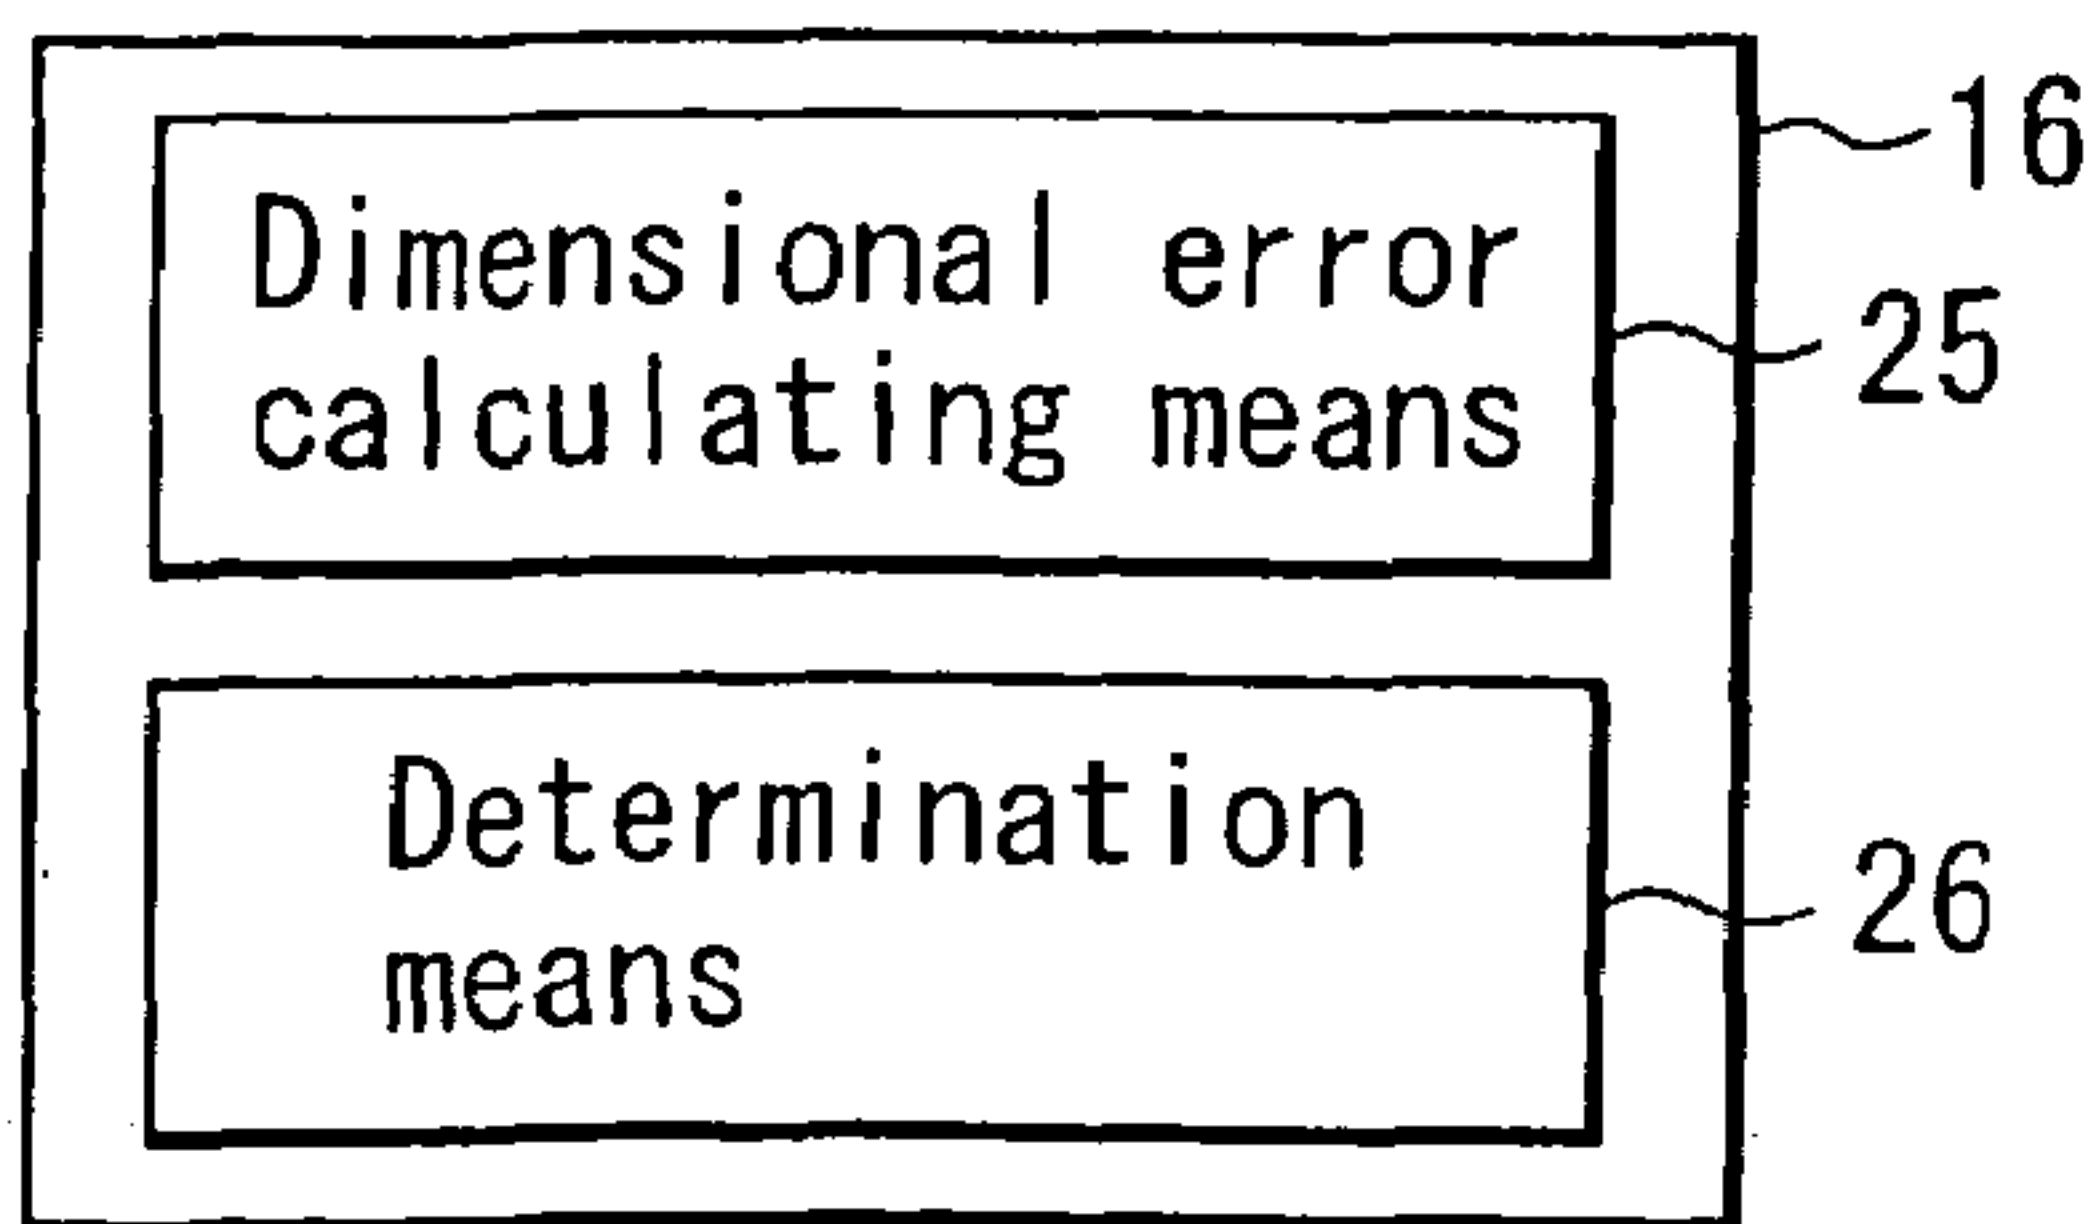 16
Dimensional error
calculating means
25
Determination
means
26